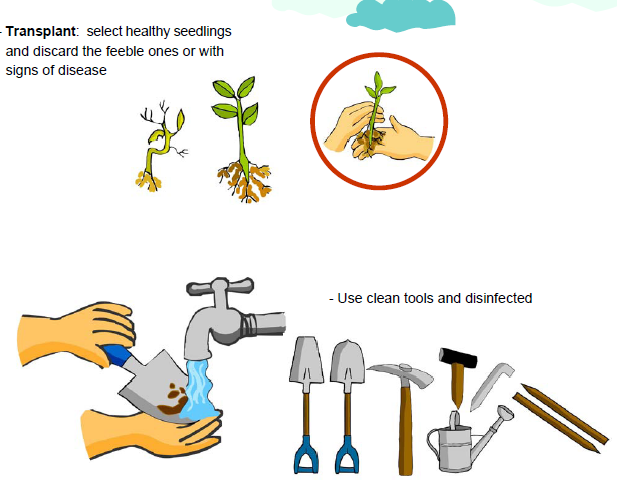 - Transplant: select healthy seedlings
and discard the feeble ones or with
signs of disease
- Use clean tools and disinfected